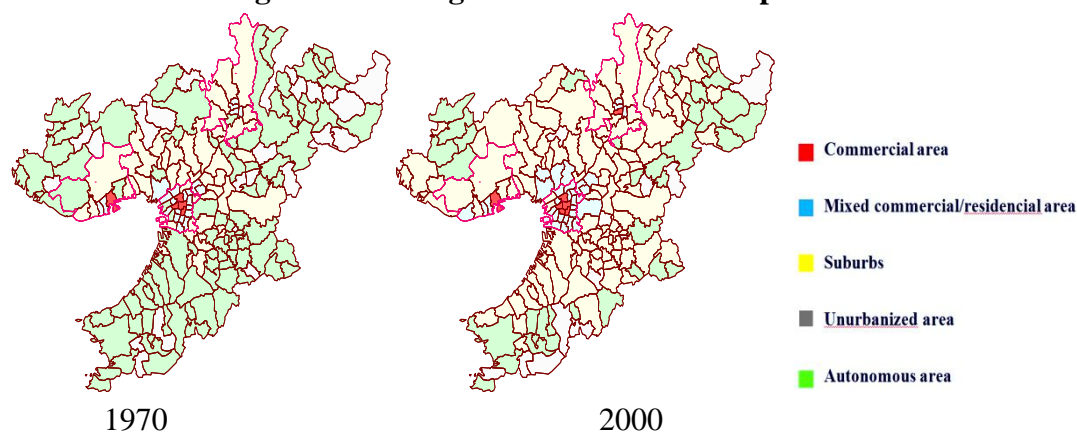 Commercial area
Mixed commercial/residencial area
Suburbs
Unurbanized area
Autonomous area
1970
2000